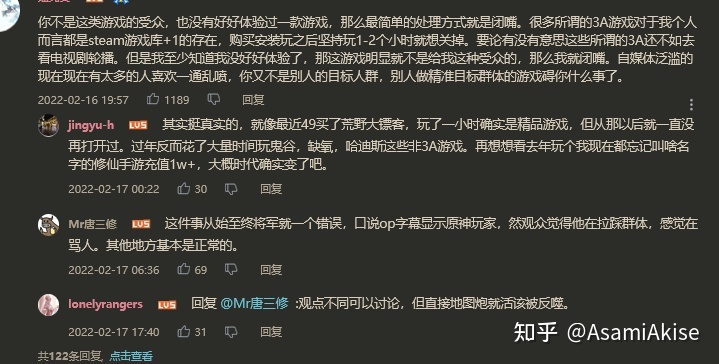 你不是这类游戏的受众，也没有好好体验过一款游戏，那么最简单的处理方式就是闭嘴。很多所谓的3A游戏对于我个人
而言都是steam游戏库+1的存在，购买安装玩之后坚持玩1-2个小时就想关掉。要论有没有意思这些所谓的3A还不如去
看电视剧轮播。但是我至少知道我没好好体验了，那这游戏明显就不是给我这种受众的，那么我就闭嘴。自媒体泛滥的
现在现在有太多的人喜欢一通乱喷，你又不是别人的目标人群，别人做精准目标群体的游戏碍你什么事了。
2022-02-16 19:57 1189 回复
jingyu-h LV5 其实挺真实的，就像最近49买了荒野大镖客，玩了一小时确实是精品游戏，但从那以后就一直没
再打开过。过年反而花了大量时间玩鬼谷，缺氧，哈迪斯这些非3A游戏。再想想看去年玩个我现在都忘记叫啥名
字的修仙手游充值1w+，大概时代确实变了吧。
2022-02-17 00:22 30 回复
Mr唐三修 LV5 这件事从始至终将军就一个错误，口说op字幕显示原神玩家，然观众觉得他在拉踩群体，感觉在
骂人。其他地方基本是正常的。
2022-02-17 06:36 69 回复
lonelyrangers LV5 回复 @Mr唐三修 :观点不同可以讨论，但直接地图炮就活该被反噬。
2022-02-17 17:40 31 回复
共122条回复, 点击查看
知乎 @AsamiAkise